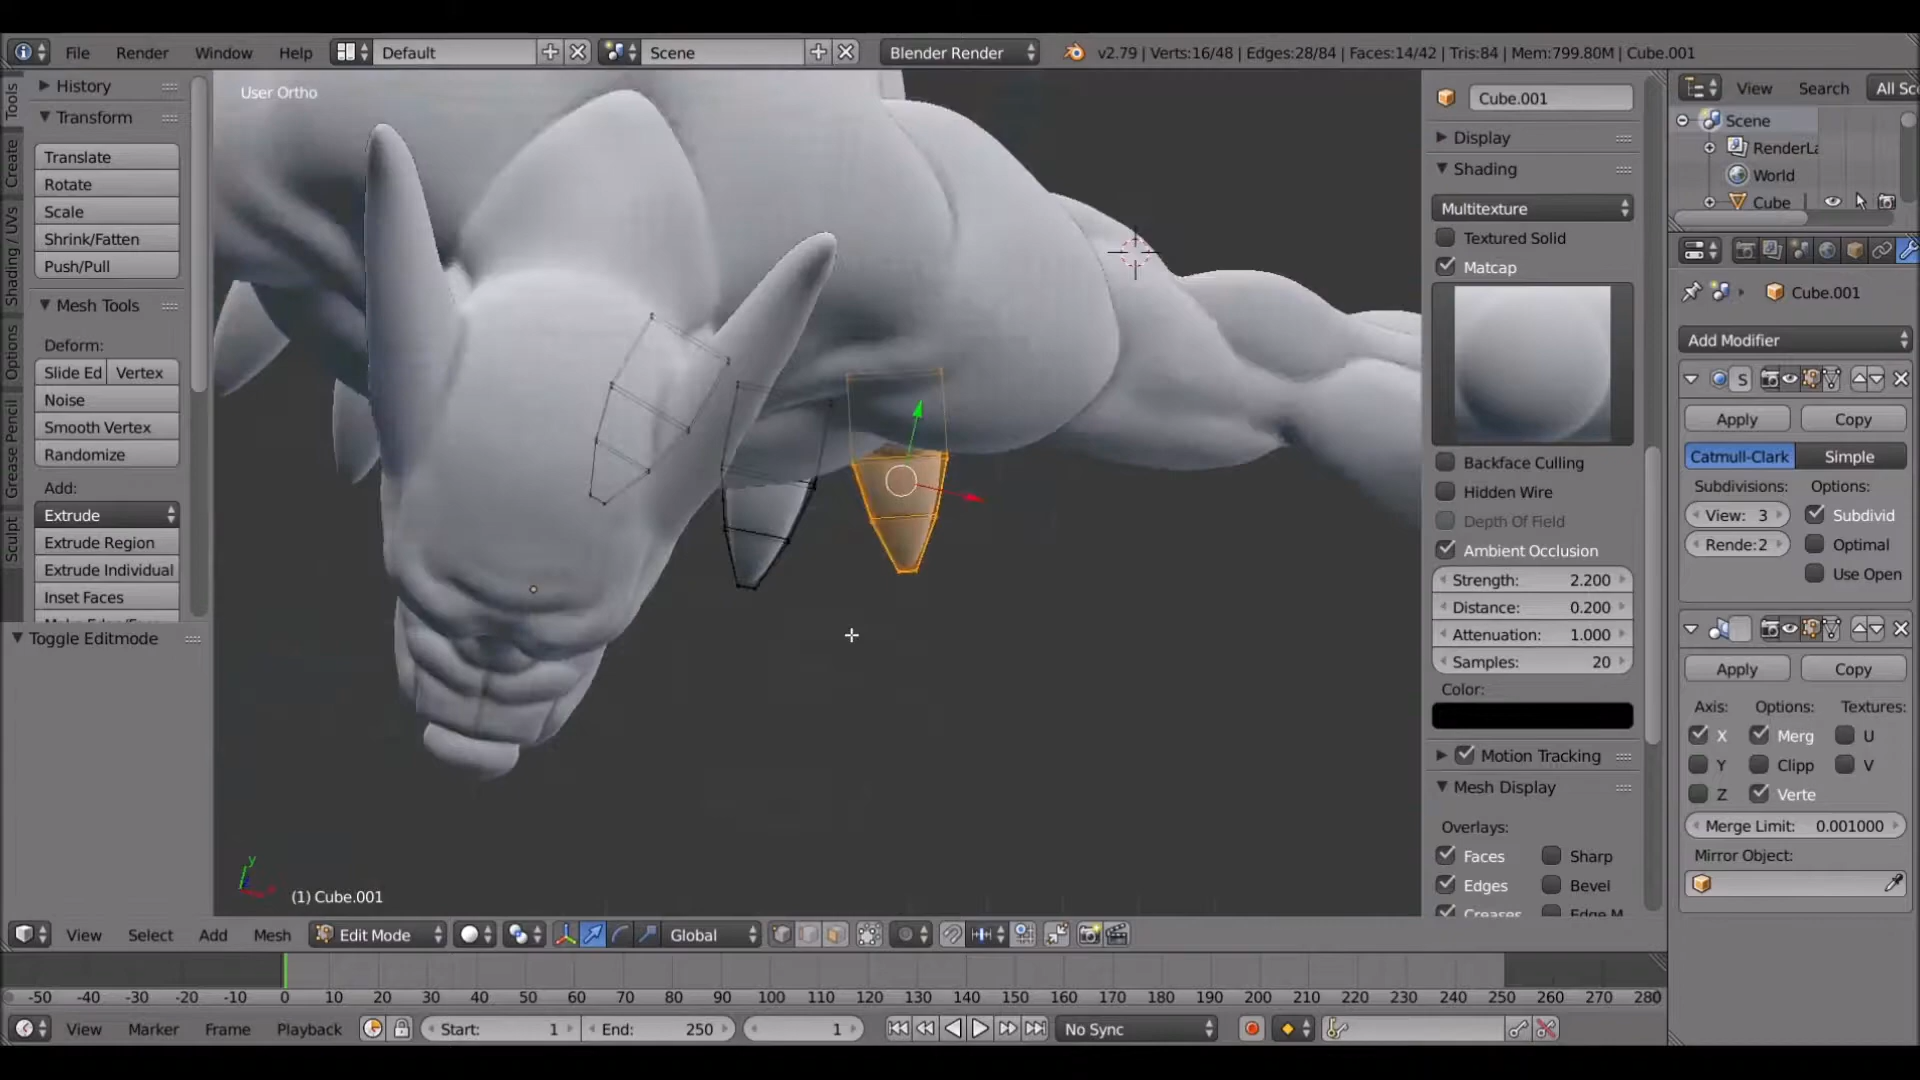 File Render Window Help Default Scene Blender Render v2.79 | Verts:16/48 | Edges:28/84 | Faces:14/42 | Tris:84 | Mem:799.80M | Cube.001
Tools
Create
Shading / UVs
Options
Grease Pencil
Sculpt
History
Transform
Translate
Rotate
Scale
Shrink/Fatten
Push/Pull
Mesh Tools
Deform:
Slide Ed Vertex
Noise
Smooth Vertex
Randomize
Add:
Extrude
Extrude Region
Extrude Individual
Inset Faces
Toggle Editmode
User Ortho
y
(1) Cube.001
Cube.001
Display
Shading
Multitexture
Textured Solid
Matcap
Backface Culling
Hidden Wire
Depth Of Field
Ambient Occlusion
Strength: 2.200
Distance: 0.200
Attenuation: 1.000
Samples: 20
Color:
Motion Tracking
Mesh Display
Overlays:
Faces Sharp
Edges Bevel
Creases Edge M
View Search All Sc
Scene
RenderLa
World
Cube
Cube.001
Add Modifier
S
Apply Copy
Catmull-Clark Simple
Subdivisions: Options:
View: 3 Subdivid
Rende:2 Optimal
Use Open
Apply Copy
Axis: Options: Textures:
X Merg U
Y Clipp V
Z Verte
Merge Limit: 0.001000
Mirror Object:
View Select Add Mesh Edit Mode Global
-50 -40 -30 -20 -10 0 10 20 30 40 50 60 70 80 90 100 110 120 130 140 150 160 170 180 190 200 210 220 230 240 250 260 270 280
View Marker Frame Playback Start: 1 End: 250 1 No Sync